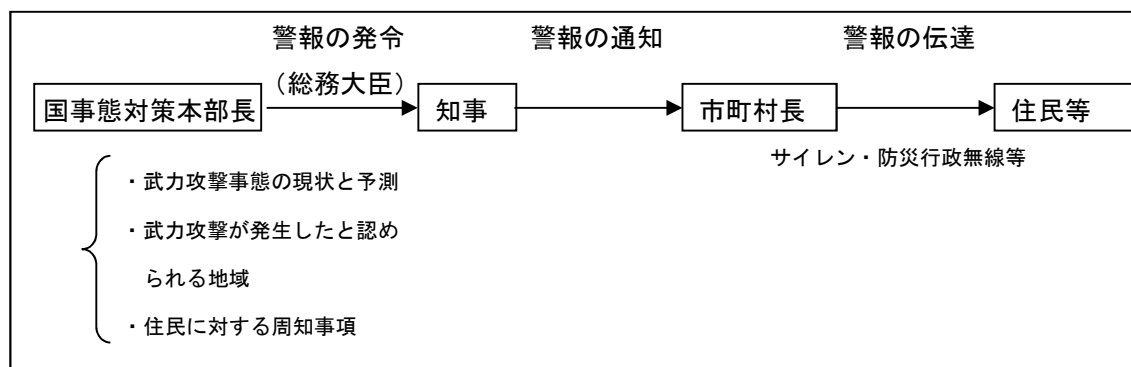 警報の発令 警報の通知 警報の伝達
(総務大臣)
国事態対策本部長 知事 市町村長 住民等
サイレン・防災行政無線等
・武力攻撃事態の現状と予測
・武力攻撃が発生したと認め
られる地域
・住民に対する周知事項